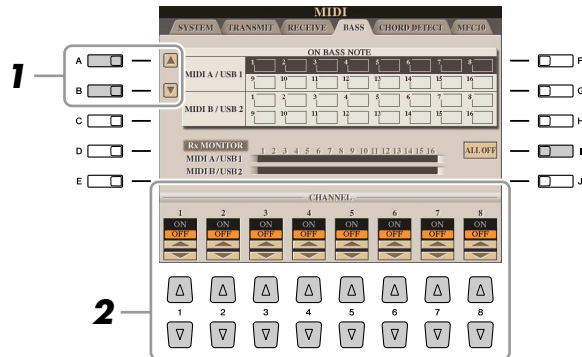 MIDI
SYSTEM TRANSMIT RECEIVE BASS CHORD DETECT MFC10
1
A
B
C
D
E
F
G
H
I
J
ON BASS NOTE
MIDI A / USB 1
1 2 3 4 5 6 7 8
9 10 11 12 13 14 15 16
MIDI B / USB 2
1 2 3 4 5 6 7 8
9 10 11 12 13 14 15 16
Rx MONITOR 1 2 3 4 5 6 7 8 9 10 11 12 13 14 15 16
MIDI A/USB1
MIDI B/USB2
ALL OFF
CHANNEL
1 2 3 4 5 6 7 8
ON ON ON ON ON ON ON ON
OFF OFF OFF OFF OFF OFF OFF OFF
2
1 2 3 4 5 6 7 8